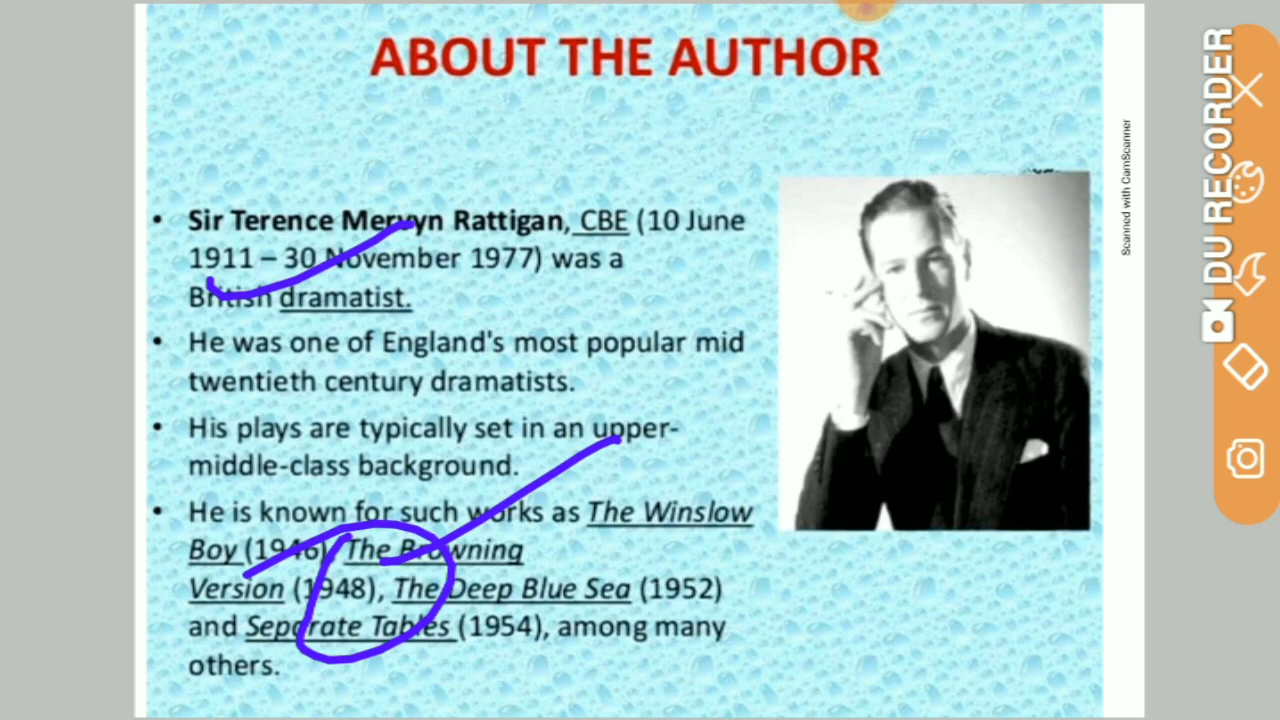 ABOUT THE AUTHOR
• Sir Terence Mervyn Rattigan, CBE (10 June
1911 – 30 November 1977) was a
British dramatist.
• He was one of England's most popular mid
twentieth century dramatists.
• His plays are typically set in an upper-
middle-class background.
• He is known for such works as The Winslow
Boy (1946), The Browning
Version (1948), The Deep Blue Sea (1952)
and Separate Tables (1954), among many
others.
Scanned with CamScanner
DU RECORDER